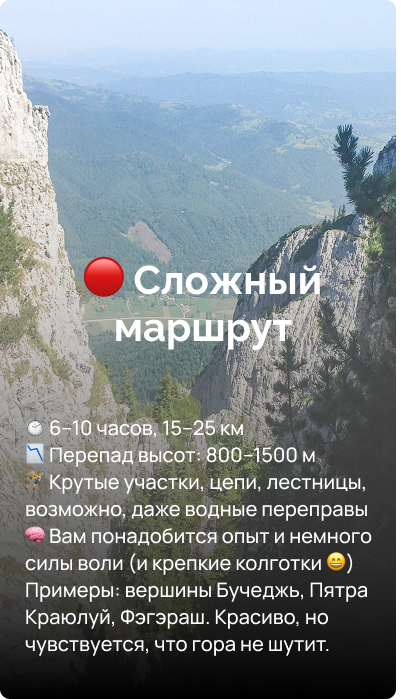 🔴 Сложный
маршрут
⏱ 6–10 часов, 15–25 км
📉 Перепад высот: 800–1500 м
🧗 Крутые участки, цепи, лестницы,
возможно, даже водные переправы
🧠 Вам понадобится опыт и немного
силы воли (и крепкие колготки 😄)
Примеры: вершины Бучеджь, Пятра
Краюлуй, Фэгэраш. Красиво, но
чувствуется, что гора не шутит.